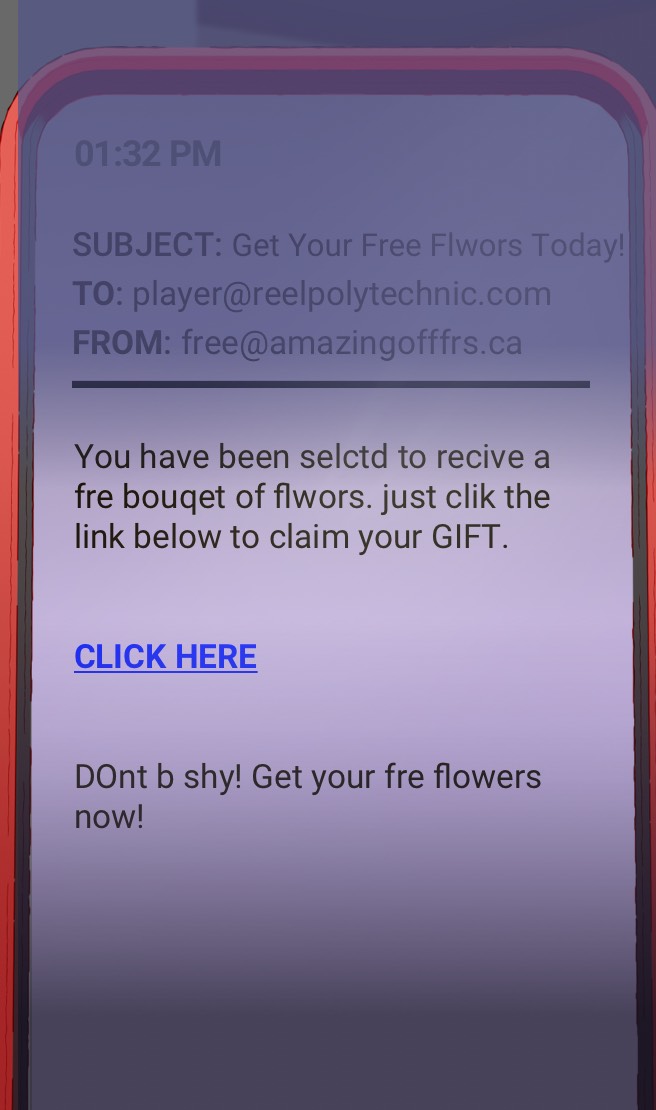 01:32 PM
SUBJECT: Get Your Free Flwors Today!
TO: player@reelpolytechnic.com
FROM: free@amazingofffrs.ca
You have been selctd to recive a
fre bouqet of flwors. just clik the
link below to claim your GIFT.
CLICK HERE
DOnt b shy! Get your fre flowers
now!